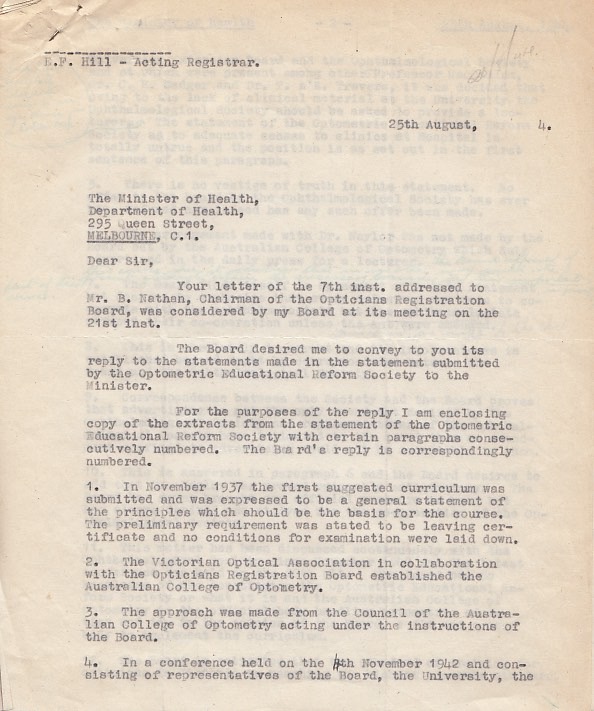 E.F. Hill - Acting Registrar.
25th August, 4.
The Minister of Health,
Department of Health,
295 Queen Street,
MELBOURNE, C.1.
Dear Sir,
Your letter of the 7th inst. addressed to
Mr. B. Nathan, Chairman of the Opticians Registration
Board, was considered by my Board at its meeting on the
21st inst.
The Board desired me to convey to you its
reply to the statements made in the statement submitted
by the Optometric Educational Reform Society to the
Minister.
For the purposes of the reply I am enclosing
copy of the extracts from the statement of the Optometric
Educational Reform Society with certain paragraphs conse-
cutively numbered. The Board's reply is correspondingly
numbered.
1. In November 1937 the first suggested curriculum was
submitted and was expressed to be a general statement of
the principles which should be the basis for the course.
The preliminary requirement was stated to be leaving cer-
tificate and no conditions for examination were laid down.
2. The Victorian Optical Association in collaboration
with the Opticians Registration Board established the
Australian College of Optometry.
3. The approach was made from the Council of the Austra-
lian College of Optometry acting under the instructions of
the Board.
4. In a conference held on the 4th November 1942 and con-
sisting of representatives of the Board, the University, the